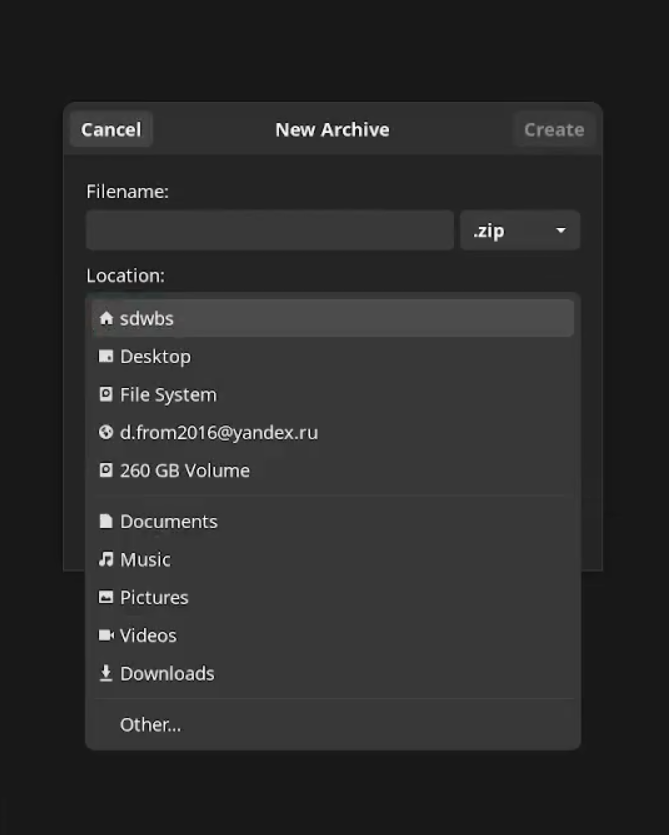 Cancel New Archive Create
Filename:
.zip
Location:
sdwbs
Desktop
File System
d.from2016@yandex.ru
260 GB Volume
Documents
Music
Pictures
Videos
Downloads
Other...